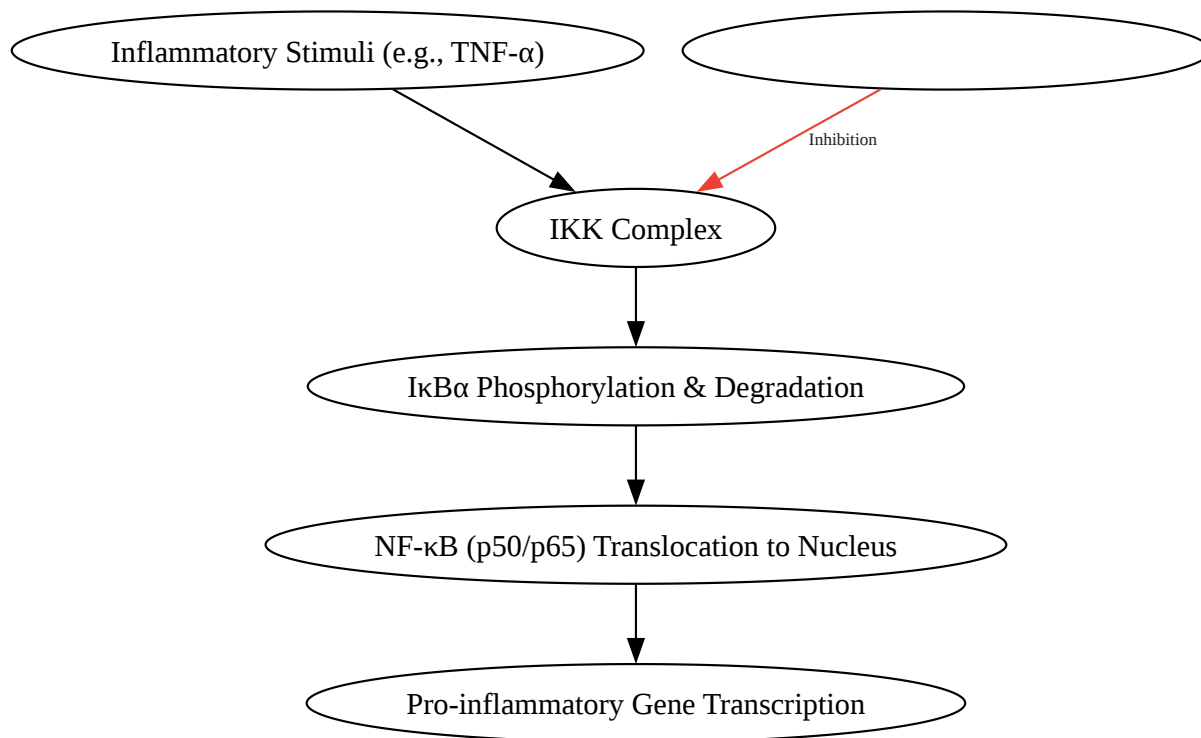 Inflammatory Stimuli (e.g., TNF-α)
Inhibition
IKK Complex
IκBα Phosphorylation & Degradation
NF-κB (p50/p65) Translocation to Nucleus
Pro-inflammatory Gene Transcription